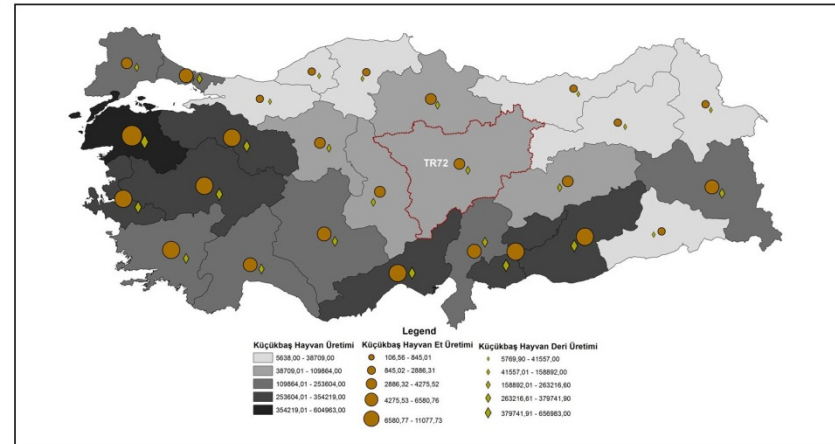 TR72
Legend
Küçükbaş Hayvan Üretimi
5638,00 - 38709,00
38709,01 - 109864,00
109864,01 - 253604,00
253604,01 - 354219,00
354219,01 - 604963,00
Küçükbaş Hayvan Et Üretimi
106,56 - 845,01
845,02 - 2886,31
2886,32 - 4275,52
4275,53 - 6580,76
6580,77 - 11077,73
Küçükbaş Hayvan Deri Üretimi
5769,90 - 41557,00
41557,01 - 158892,00
158892,01 - 263216,60
263216,61 - 379741,90
379741,91 - 656983,00